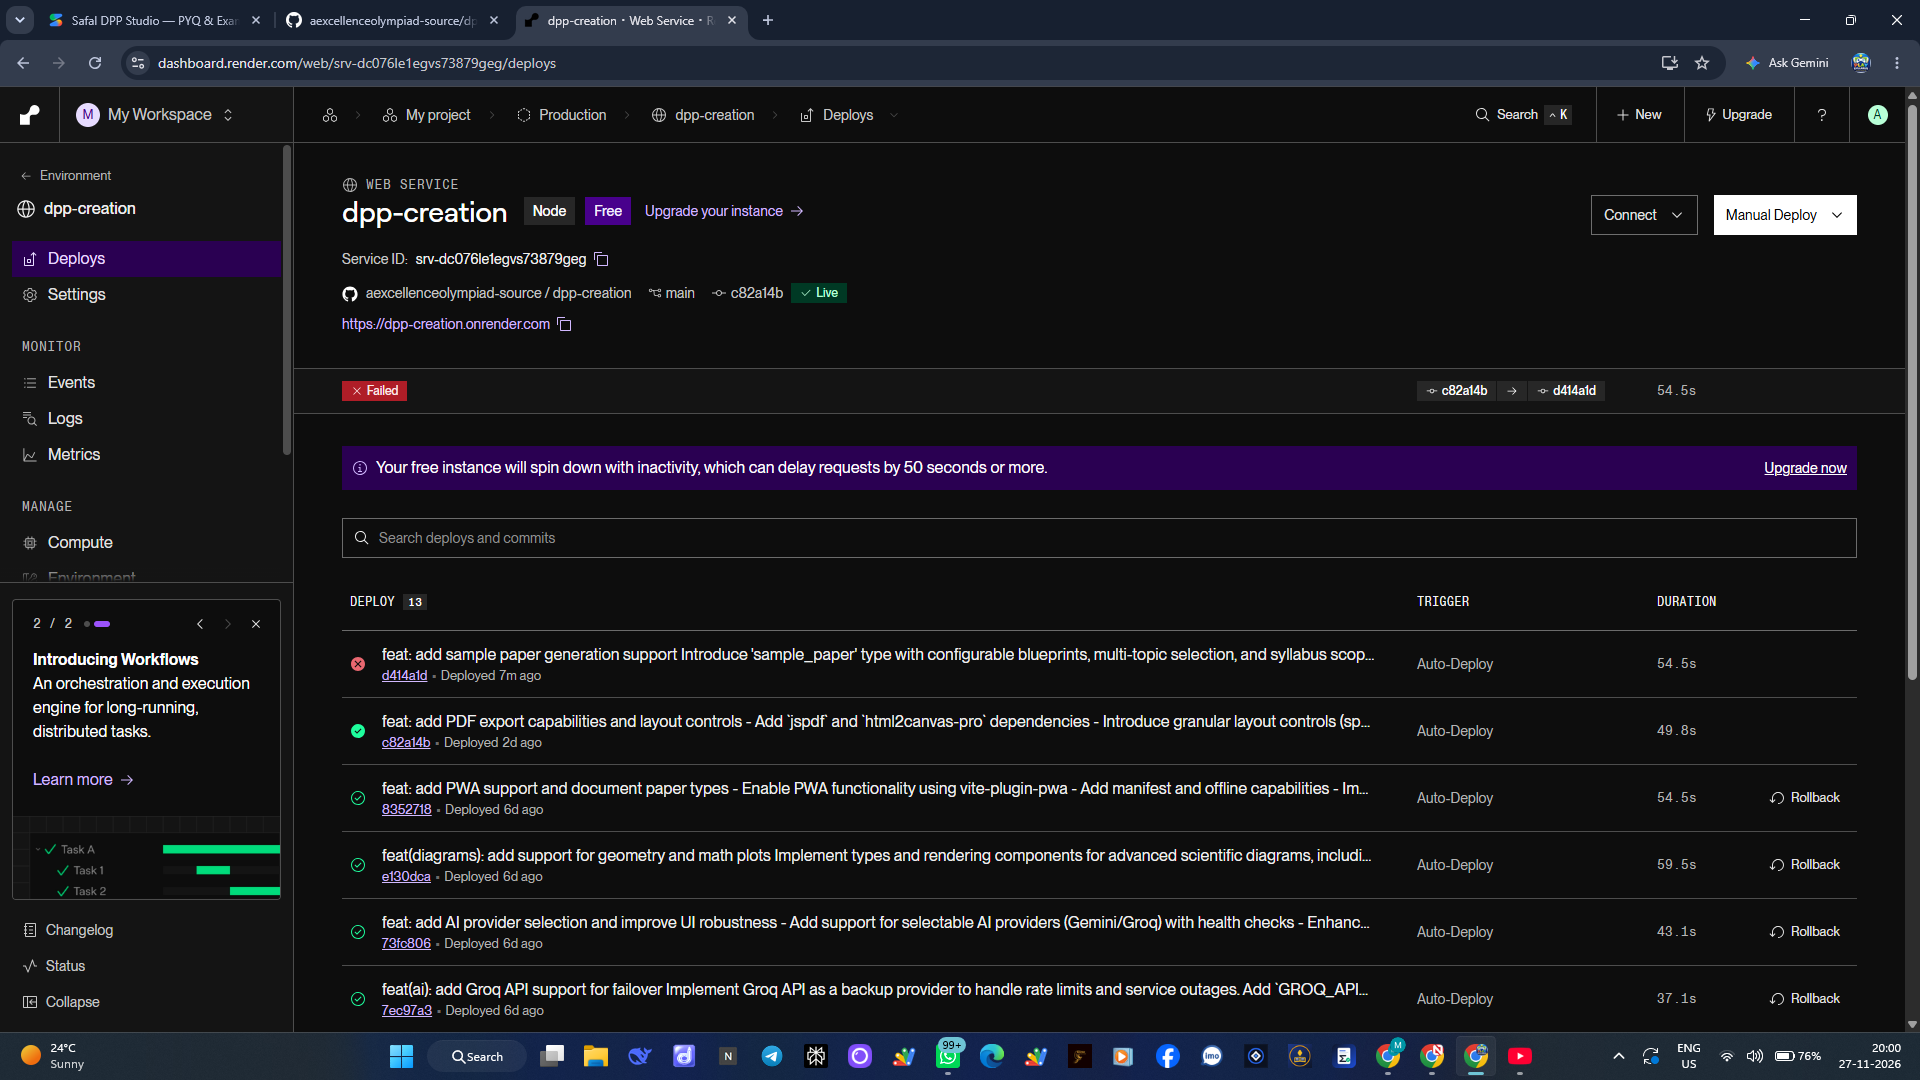 Safal DPP Studio — PYQ & Exa
aexcellenceolympiad-source/dp
dpp-creation · Web Service · R
dashboard.render.com/web/srv-dc076le1egvs73879geg/deploys
Ask Gemini
M My Workspace
My project
Production
dpp-creation
Deploys
Search ^ K
+ New
Upgrade
?
A
← Environment
dpp-creation
Deploys
Settings
MONITOR
Events
Logs
Metrics
MANAGE
Compute
Environment
2 / 2
Introducing Workflows
An orchestration and execution
engine for long-running,
distributed tasks.
Learn more →
Task A
Task 1
Task 2
Changelog
Status
Collapse
WEB SERVICE
dpp-creation Node Free Upgrade your instance →
Connect
Manual Deploy
Service ID: srv-dc076le1egvs73879geg
aexcellenceolympiad-source / dpp-creation main c82a14b Live
https://dpp-creation.onrender.com
Failed c82a14b → d414a1d 54.5s
Your free instance will spin down with inactivity, which can delay requests by 50 seconds or more. Upgrade now
Search deploys and commits
DEPLOY 13 TRIGGER DURATION
feat: add sample paper generation support Introduce 'sample_paper' type with configurable blueprints, multi-topic selection, and syllabus scop...
d414a1d • Deployed 7m ago
Auto-Deploy 54.5s
feat: add PDF export capabilities and layout controls - Add `jspdf` and `html2canvas-pro` dependencies - Introduce granular layout controls (sp...
c82a14b • Deployed 2d ago
Auto-Deploy 49.8s
feat: add PWA support and document paper types - Enable PWA functionality using vite-plugin-pwa - Add manifest and offline capabilities - Im...
8352718 • Deployed 6d ago
Auto-Deploy 54.5s Rollback
feat(diagrams): add support for geometry and math plots Implement types and rendering components for advanced scientific diagrams, includi...
e130dca • Deployed 6d ago
Auto-Deploy 59.5s Rollback
feat: add AI provider selection and improve UI robustness - Add support for selectable AI providers (Gemini/Groq) with health checks - Enhanc...
73fc806 • Deployed 6d ago
Auto-Deploy 43.1s Rollback
feat(ai): add Groq API support for failover Implement Groq API as a backup provider to handle rate limits and service outages. Add `GROQ_API...
7ec97a3 • Deployed 6d ago
Auto-Deploy 37.1s Rollback
24°C
Sunny
Search
99+
imo
M
ENG
US
76%
20:00
27-11-2026